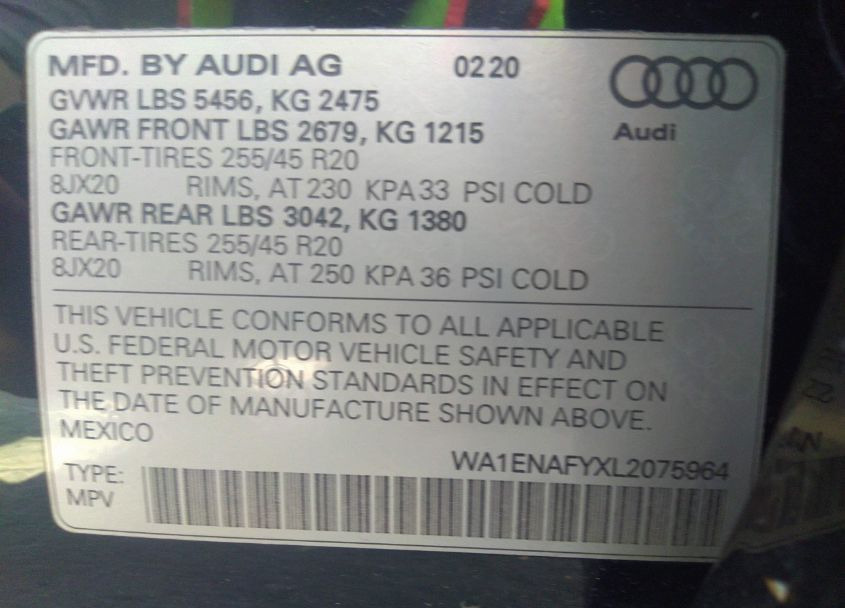 MFD. BY AUDI AG 02 20
GVWR LBS 5456, KG 2475
GAWR FRONT LBS 2679, KG 1215
FRONT-TIRES 255/45 R20
8JX20 RIMS, AT 230 KPA 33 PSI COLD
GAWR REAR LBS 3042, KG 1380
REAR-TIRES 255/45 R20
8JX20 RIMS, AT 250 KPA 36 PSI COLD
Audi
THIS VEHICLE CONFORMS TO ALL APPLICABLE
U.S. FEDERAL MOTOR VEHICLE SAFETY AND
THEFT PREVENTION STANDARDS IN EFFECT ON
THE DATE OF MANUFACTURE SHOWN ABOVE.
MEXICO
WA1ENAFYXL2075964
TYPE:
MPV